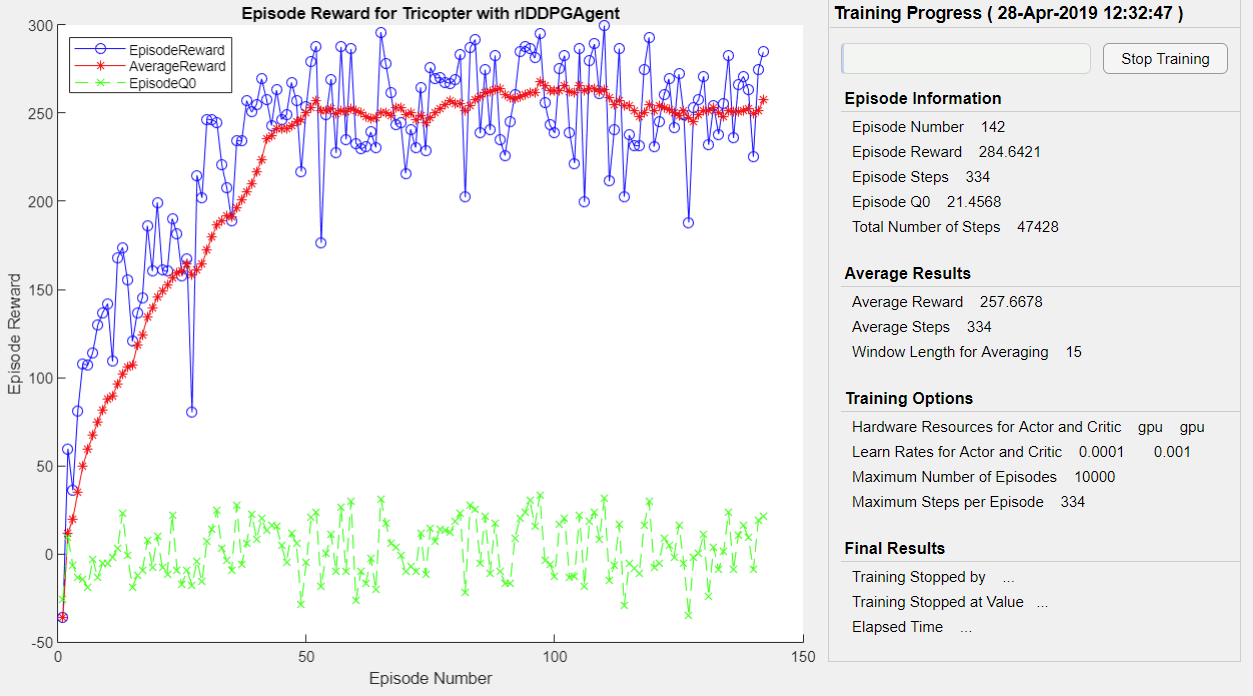 Episode Reward for Tricopter with rlDDPGAgent
300
250
200
150
100
50
0
-50
0
50
100
150
Episode Reward
Episode Number
EpisodeReward
AverageReward
EpisodeQ0
Training Progress ( 28-Apr-2019 12:32:47 )
Stop Training
Episode Information
Episode Number 142
Episode Reward 284.6421
Episode Steps 334
Episode Q0 21.4568
Total Number of Steps 47428
Average Results
Average Reward 257.6678
Average Steps 334
Window Length for Averaging 15
Training Options
Hardware Resources for Actor and Critic gpu gpu
Learn Rates for Actor and Critic 0.0001 0.001
Maximum Number of Episodes 10000
Maximum Steps per Episode 334
Final Results
Training Stopped by ...
Training Stopped at Value ...
Elapsed Time ...